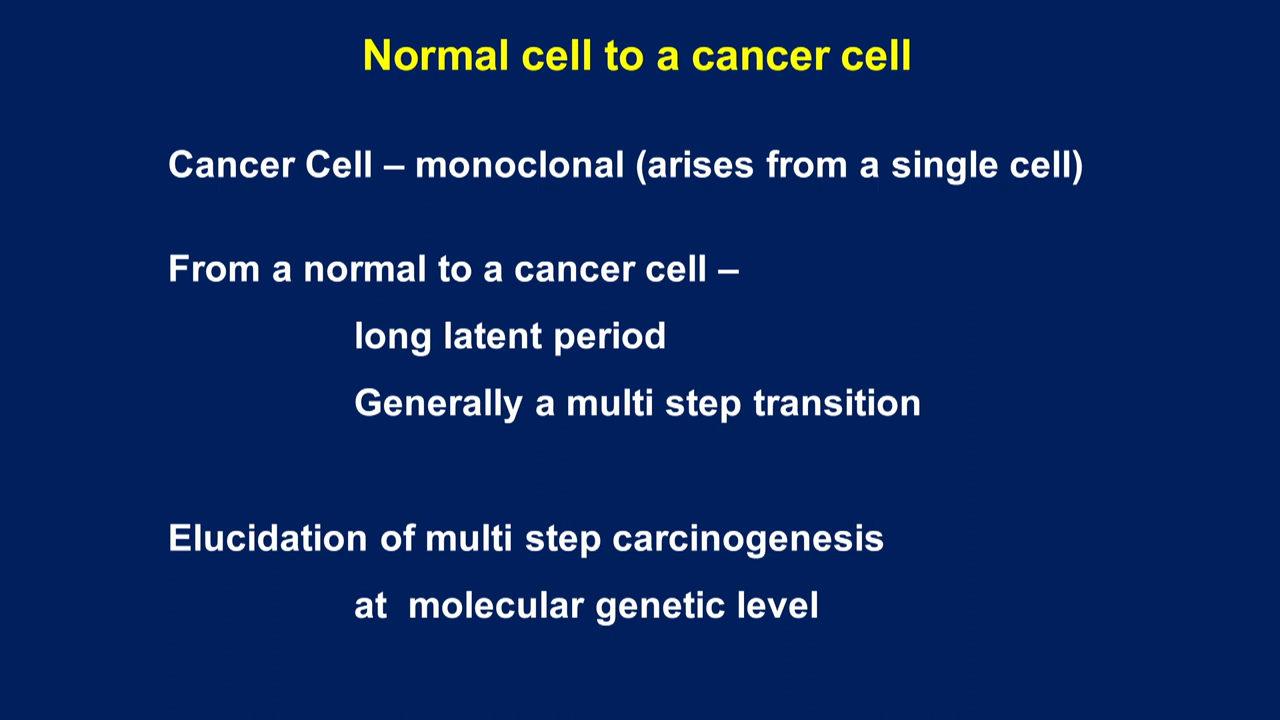 Normal cell to a cancer cell
Cancer Cell – monoclonal (arises from a single cell)
From a normal to a cancer cell –
long latent period
Generally a multi step transition
Elucidation of multi step carcinogenesis
at molecular genetic level